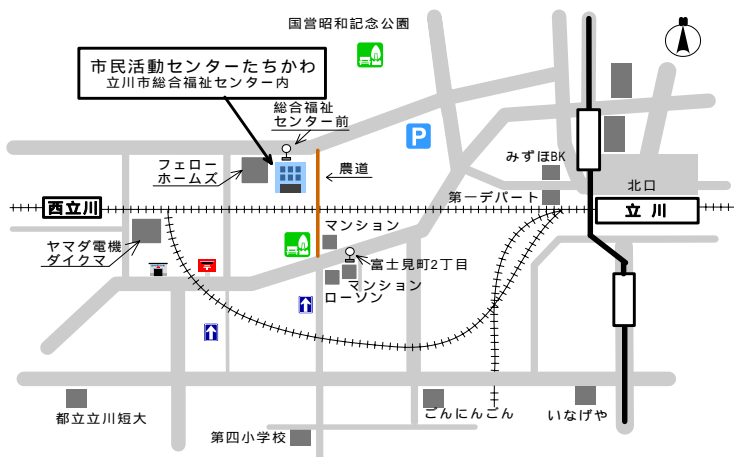 国営昭和記念公園
市民活動センターたちかわ
立川市総合福祉センター内
総合福祉
センター前
P
みずほBK
フェロー
ホームズ
農道
北口
第一デパート
西立川
立川
マンション
ヤマダ電機
ダイクマ
富士見町2丁目
マンション
ローソン
都立立川短大
ごんにんごん
いなげや
第四小学校